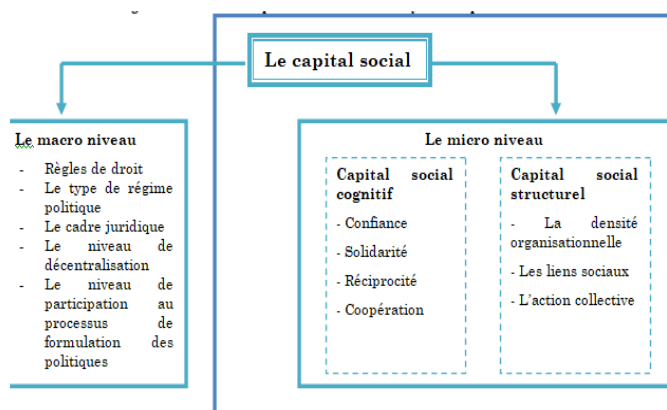 Le capital social
Le macro niveau
- Règles de droit
- Le type de régime
politique
- Le cadre juridique
- Le niveau de
décentralisation
- Le niveau de
participation au
processus de
formulation des
politiques
Le micro niveau
Capital social
cognitif
- Confiance
- Solidarité
- Réciprocité
- Coopération
Capital social
structurel
- La densité
organisationnelle
- Les liens sociaux
- L'action collective